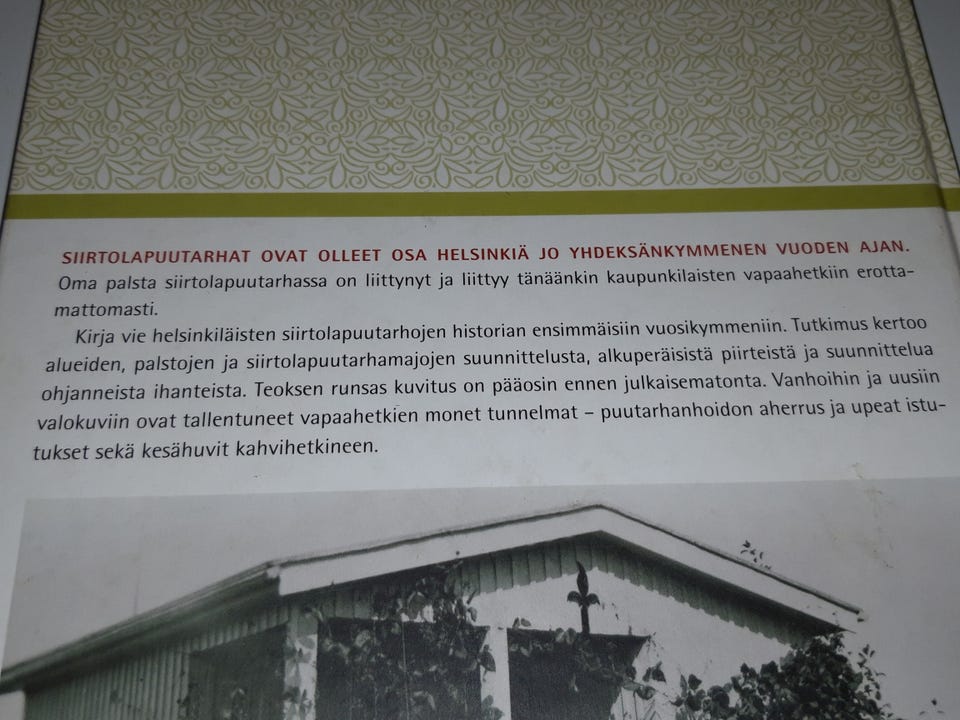 SIIRTOLAPUUTARHAT OVAT OLLEET OSA HELSINKIÄ JO YHDEKSÄNKYMMENEN VUODEN AJAN.
Oma palsta siirtolapuutarhassa on liittynyt ja liittyy tänäänkin kaupunkilaisten vapaahetkiin erotta-
mattomasti.
Kirja vie helsinkiläisten siirtolapuutarhojen historian ensimmäisiin vuosikymmeniin. Tutkimus kertoo
alueiden, palstojen ja siirtolapuutarhamajojen suunnittelusta, alkuperäisistä piirteistä ja suunnittelua
ohjanneista ihanteista. Teoksen runsas kuvitus on pääosin ennen julkaisematonta. Vanhoihin ja uusiin
valokuviin ovat tallentuneet vapaahetkien monet tunnelmat – puutarhanhoidon aherrus ja upeat istu-
tukset sekä kesähuvit kahvihetkineen.